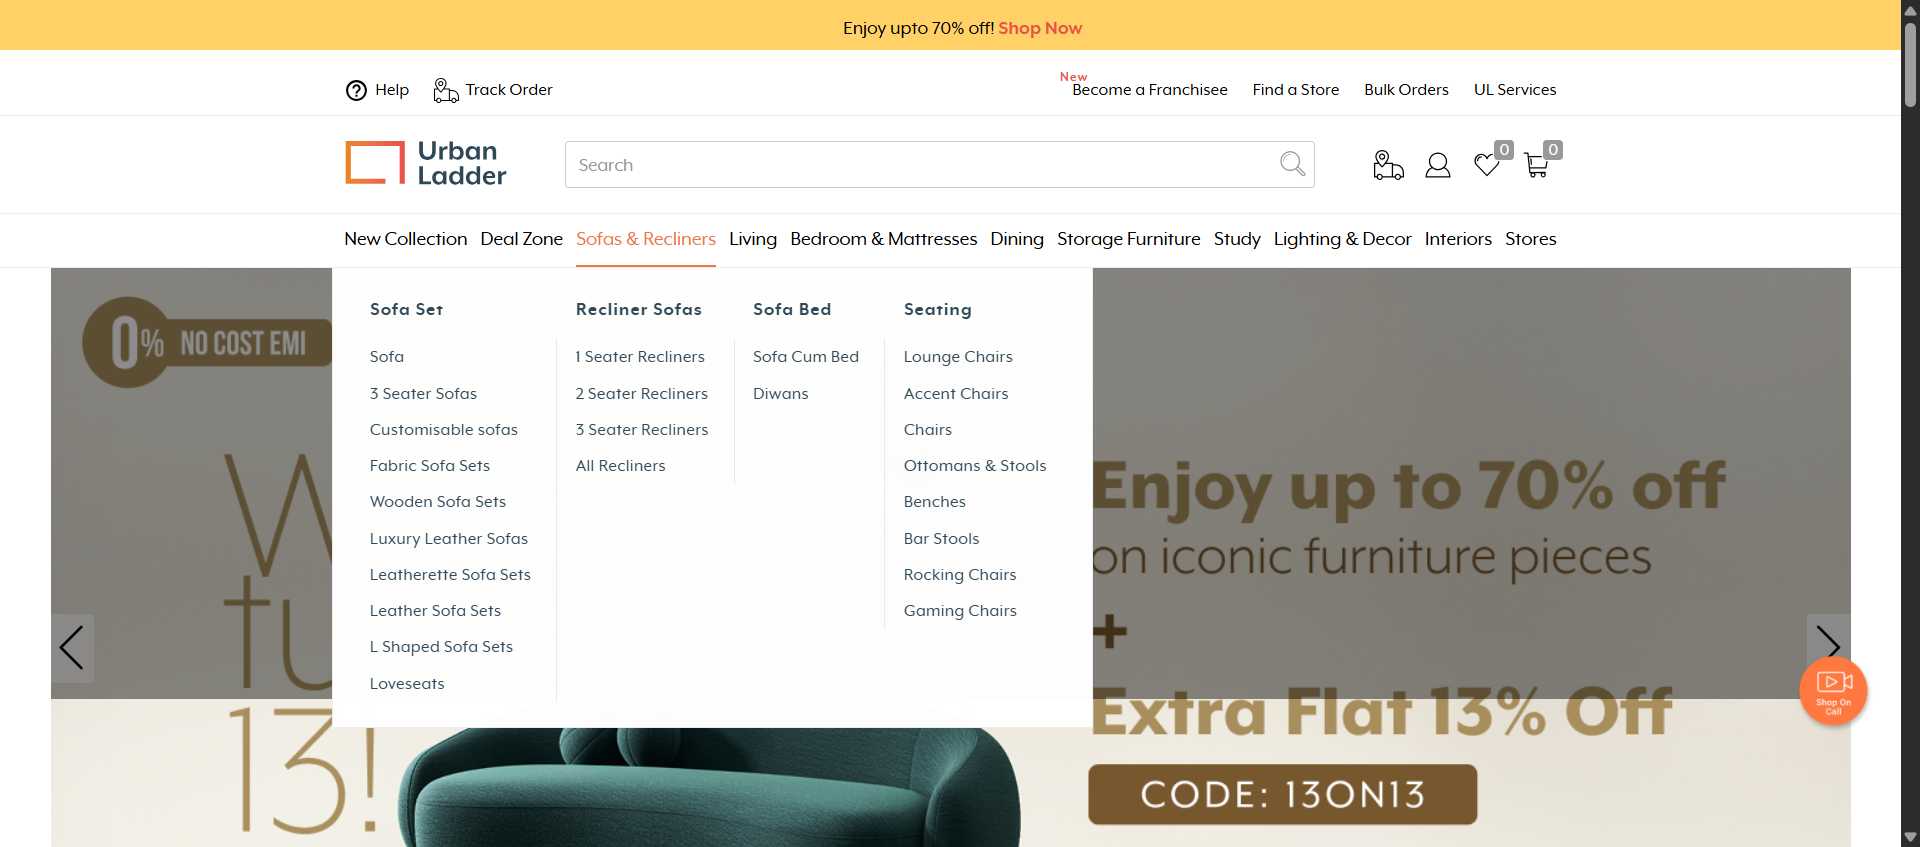 Enjoy upto 70% off! Shop Now
Help
Track Order
New
Become a Franchisee
Find a Store
Bulk Orders
UL Services
Urban
Ladder
Search
0
0
New Collection
Deal Zone
Sofas & Recliners
Living
Bedroom & Mattresses
Dining
Storage Furniture
Study
Lighting & Decor
Interiors
Stores
Sofa Set
Sofa
3 Seater Sofas
Customisable sofas
Fabric Sofa Sets
Wooden Sofa Sets
Luxury Leather Sofas
Leatherette Sofa Sets
Leather Sofa Sets
L Shaped Sofa Sets
Loveseats
Recliner Sofas
1 Seater Recliners
2 Seater Recliners
3 Seater Recliners
All Recliners
Sofa Bed
Sofa Cum Bed
Diwans
Seating
Lounge Chairs
Accent Chairs
Chairs
Ottomans & Stools
Benches
Bar Stools
Rocking Chairs
Gaming Chairs
0% NO COST EMI
13!
Enjoy up to 70% off
on iconic furniture pieces
+
Extra Flat 13% Off
CODE: 13ON13
Shop On
Call